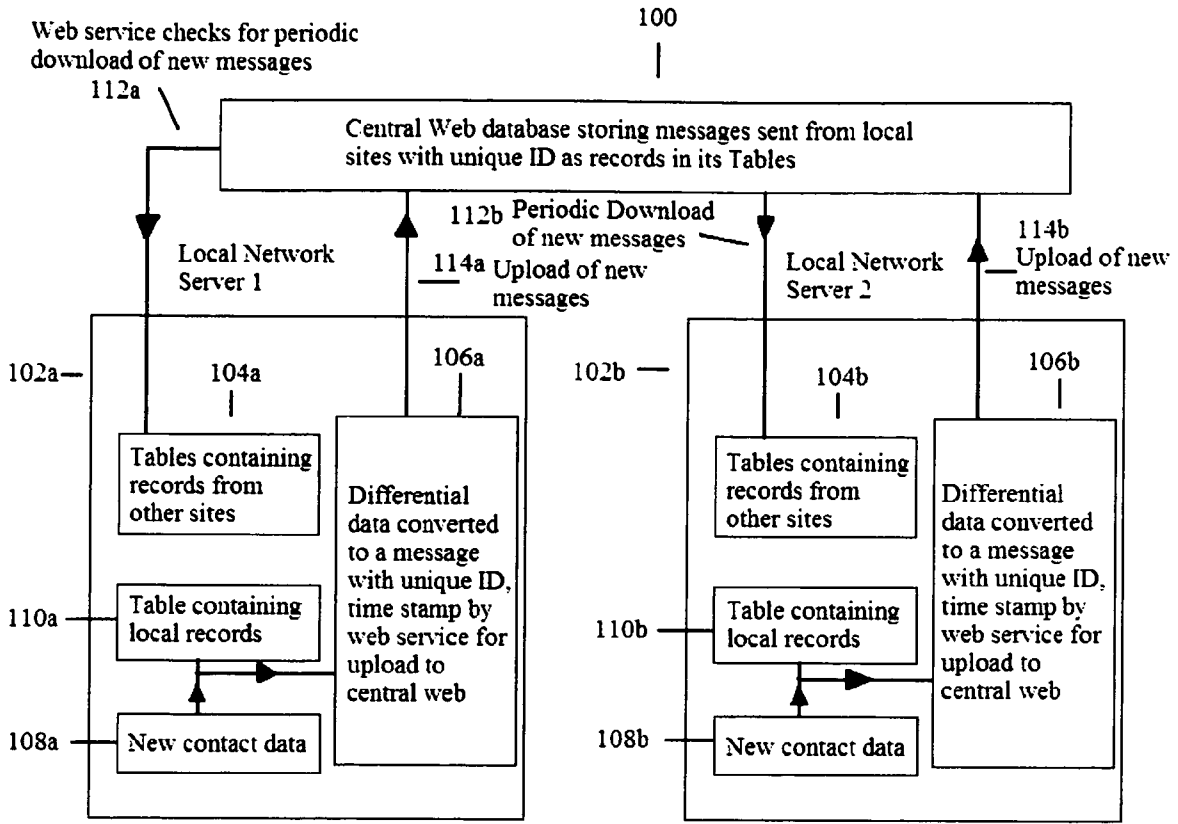 100
Web service checks for periodic
download of new messages
112a
Central Web database storing messages sent from local
sites with unique ID as records in its Tables
112b
Periodic Download
of new messages
114a
Upload of new
messages
114b
Upload of new
messages
Local Network
Server 1
Local Network
Server 2
102a
104a
106a
Tables containing
records from
other sites
Differential
data converted
to a message
with unique ID,
time stamp by
web service for
upload to
central web
110a
Table containing
local records
108a
New contact data
102b
104b
106b
Tables containing
records from
other sites
Differential
data converted
to a message
with unique ID,
time stamp by
web service for
upload to
central web
110b
Table containing
local records
108b
New contact data